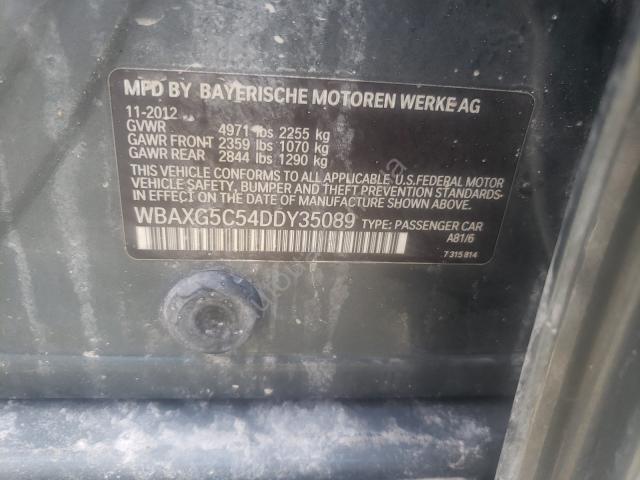 MFD BY BAYERISCHE MOTOREN WERKE AG
11-2012
GVWR 4971 lbs 2255 kg
GAWR FRONT 2359 lbs 1070 kg
GAWR REAR 2844 lbs 1290 kg
THIS VEHICLE CONFORMS TO ALL APPLICABLE U.S.FEDERAL MOTOR
VEHICLE SAFETY, BUMPER AND THEFT PREVENTION STANDARDS-
IN EFFECT ON THE DATE OF MANUFACTURE SHOWN ABOVE.
WBAXG5C54DDY35089 TYPE: PASSENGER CAR
A81/6
7 315 814